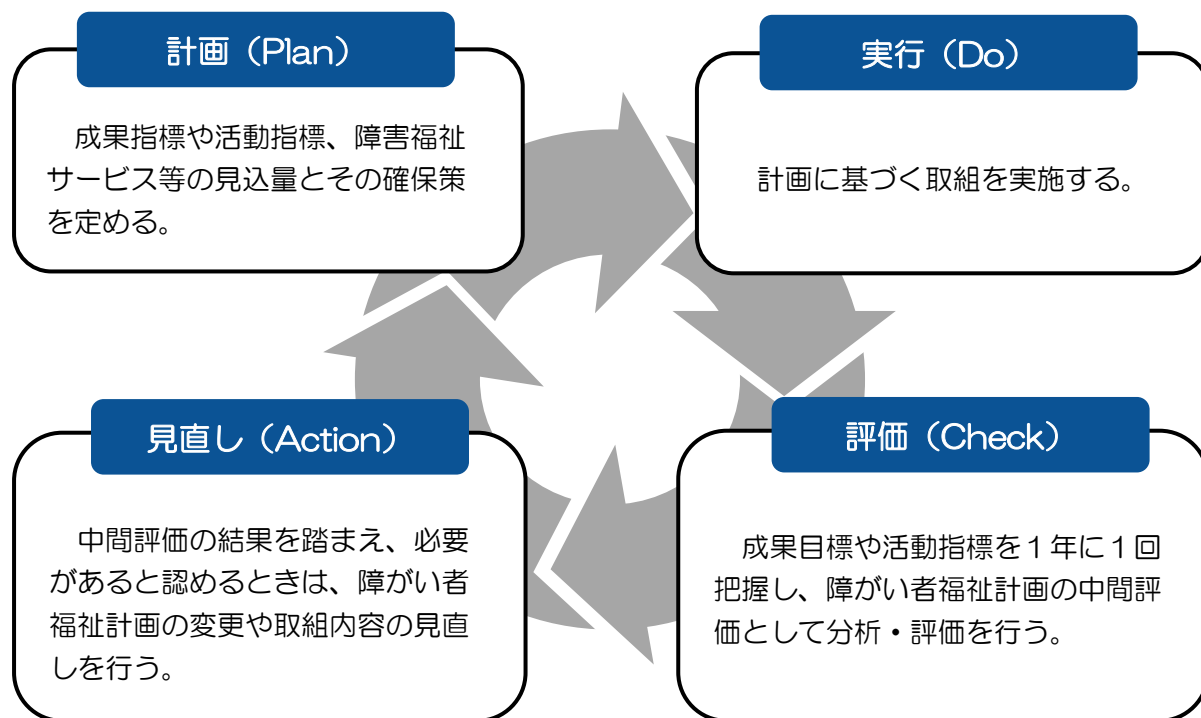 計画（Plan）
　成果指標や活動指標、障害福祉
サービス等の見込量とその確保策
を定める。
実行（Do）
計画に基づく取組を実施する。
見直し（Action）
　中間評価の結果を踏まえ、必要
があると認めるときは、障がい者
福祉計画の変更や取組内容の見直
しを行う。
評価（Check）
　成果目標や活動指標を１年に１回
把握し、障がい者福祉計画の中間評
価として分析・評価を行う。